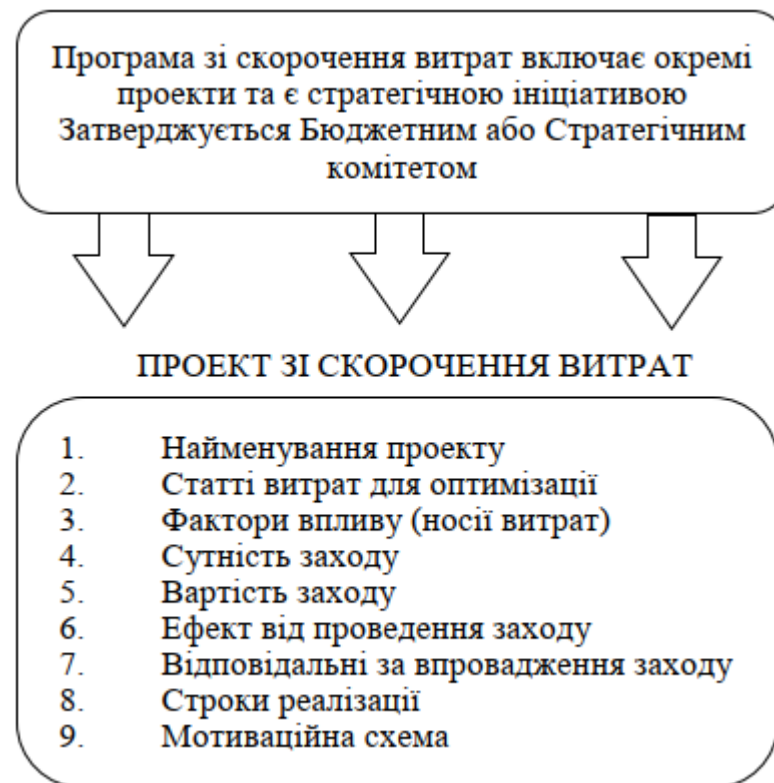 Програма зі скорочення витрат включає окремі
проекти та є стратегічною ініціативою
Затверджується Бюджетним або Стратегічним
комітетом
ПРОЕКТ ЗІ СКОРОЧЕННЯ ВИТРАТ
1. Найменування проекту
2. Статті витрат для оптимізації
3. Фактори впливу (носії витрат)
4. Сутність заходу
5. Вартість заходу
6. Ефект від проведення заходу
7. Відповідальні за впровадження заходу
8. Строки реалізації
9. Мотиваційна схема